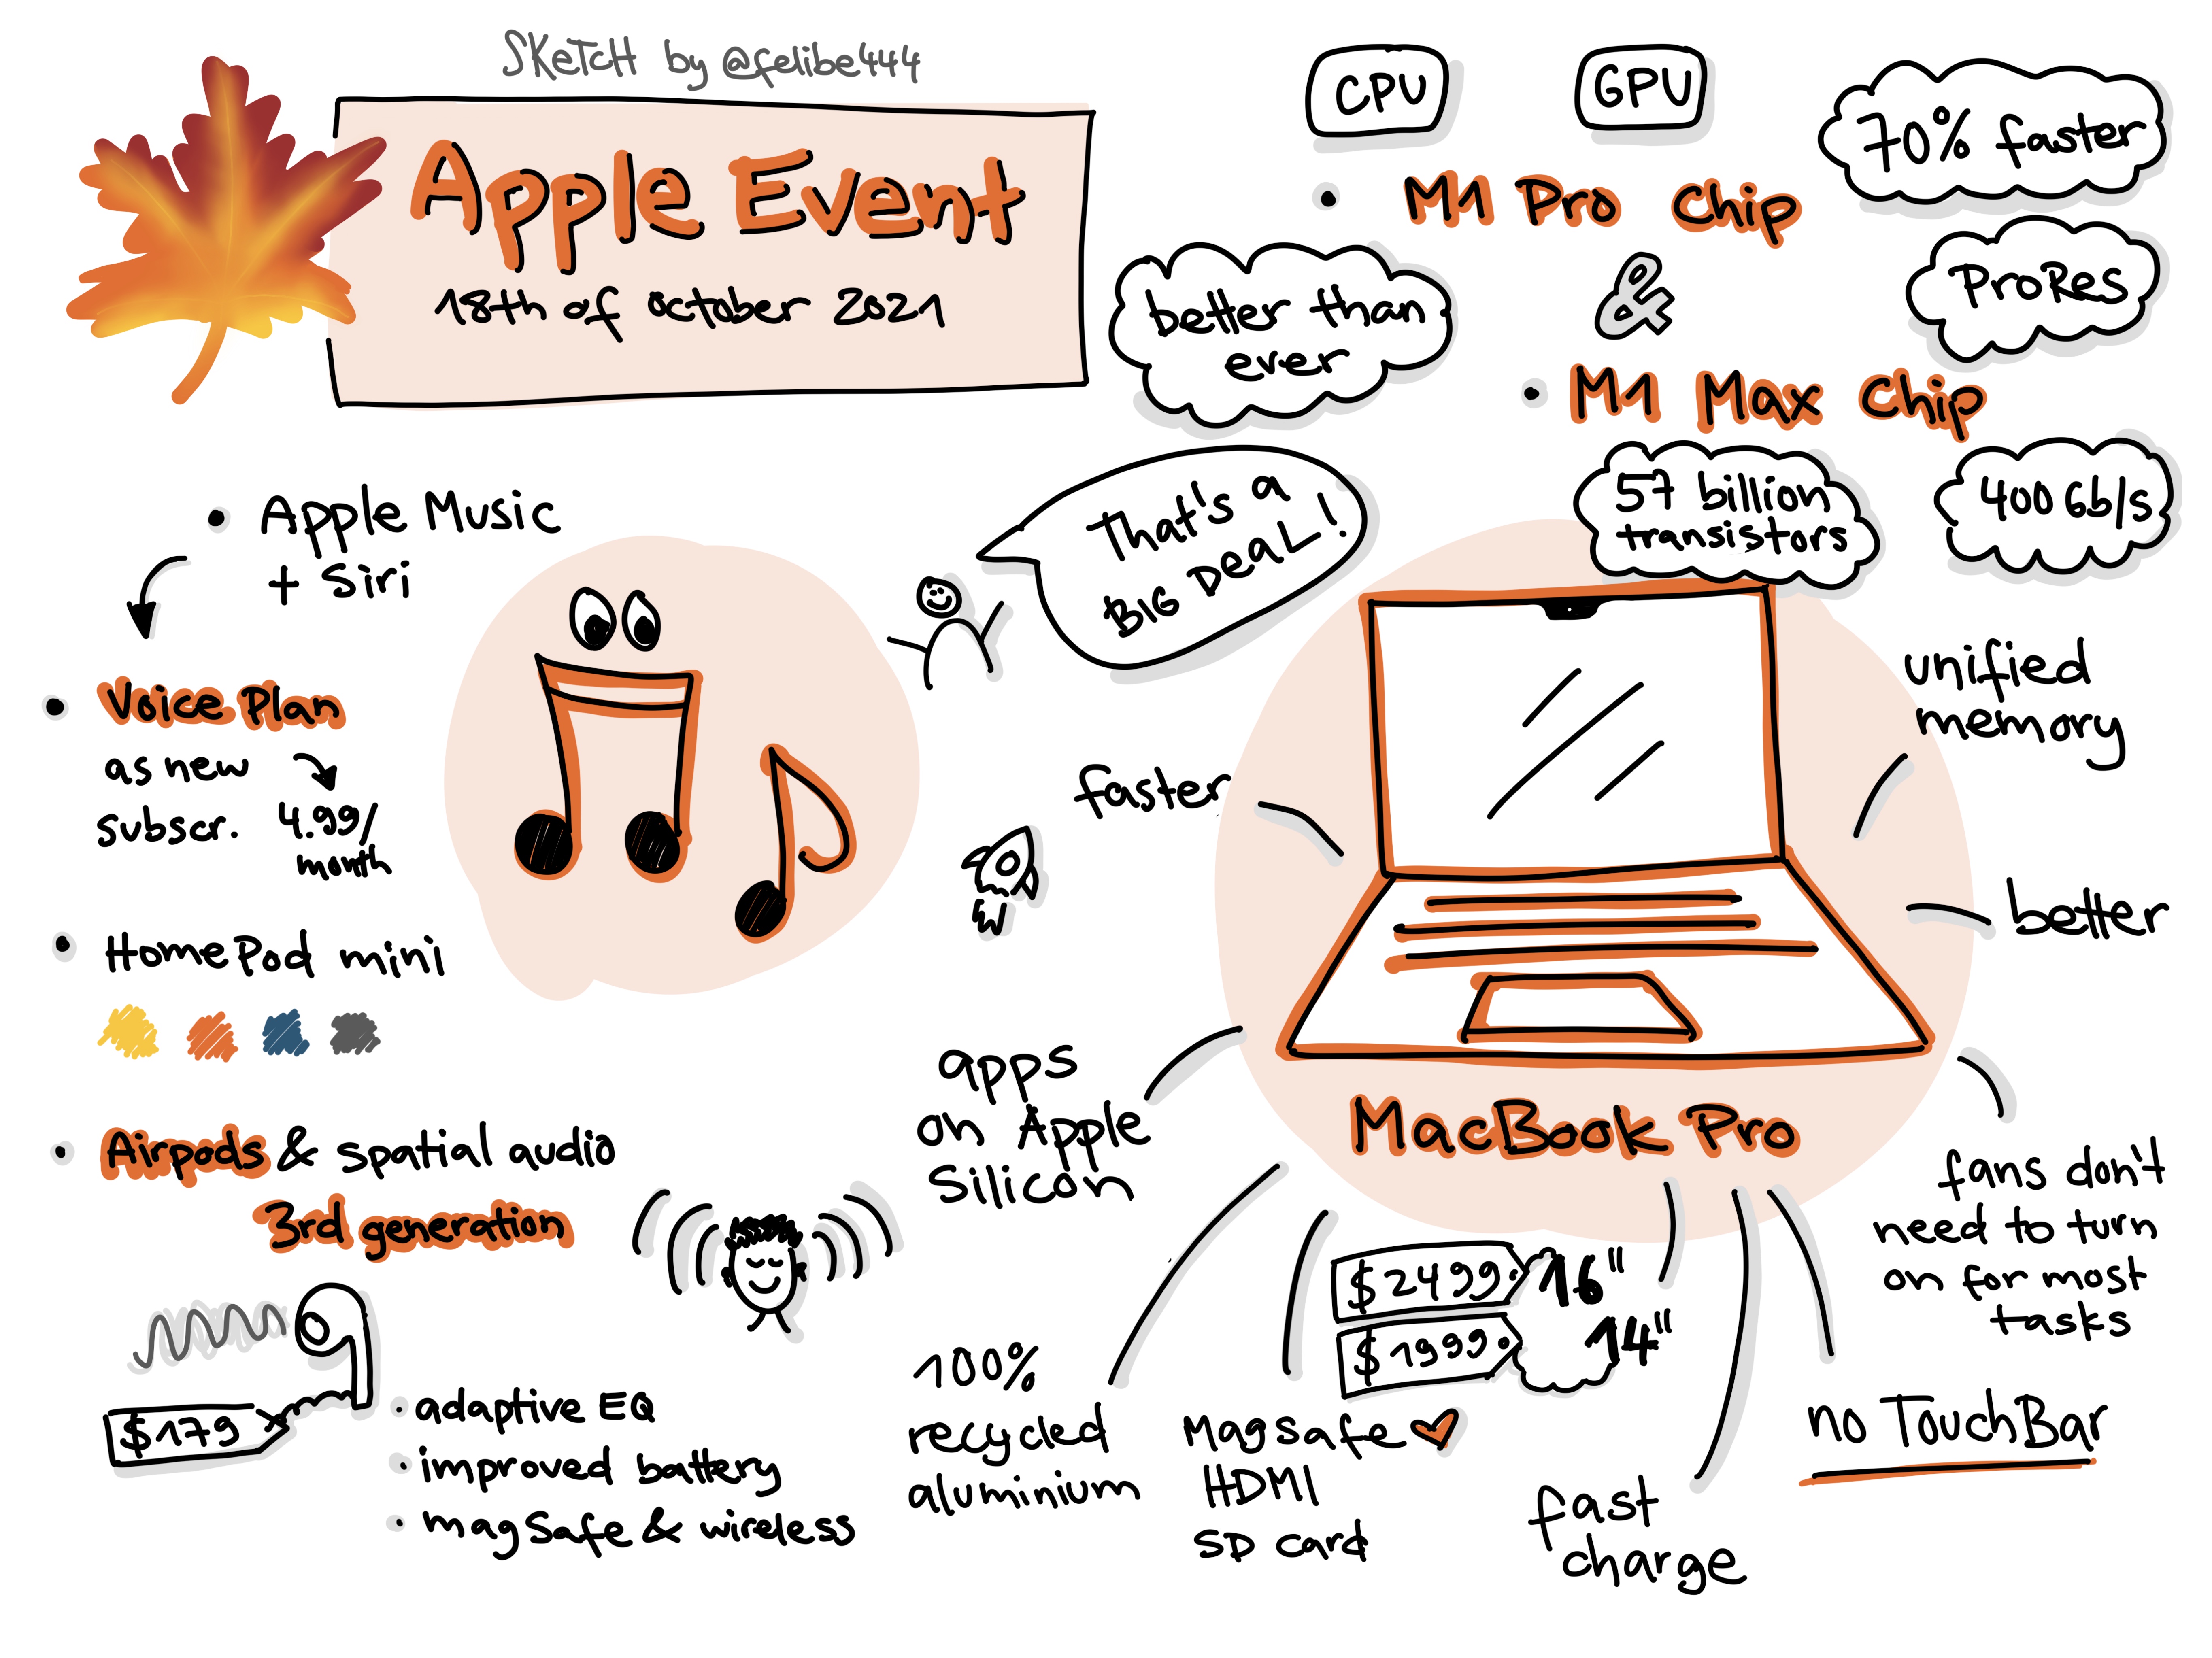 SKetcH by @felibe444
Apple Event
18th of october 2021
CPU
GPU
70% faster
• M1 Pro Chip
&
ProRes
better than
ever
• M1 Max Chip
57 billion
transistors
400 Gb/s
• Apple Music
+ Siri
• Voice Plan
as new
subscr.
4.99/
month
• HomePod mini
• Airpods & spatial audio
3rd generation
$179
• adaptive EQ
• improved battery
• magSafe & wireless
That's a
BIG DeaL!
faster
unified
memory
better
apps
on Apple
Silicon
MacBook Pro
fans don't
need to turn
on for most
tasks
$2499 16"
$1999 14"
100%
recycled
aluminium
Magsafe
HDMI
SD card
fast
charge
no TouchBar